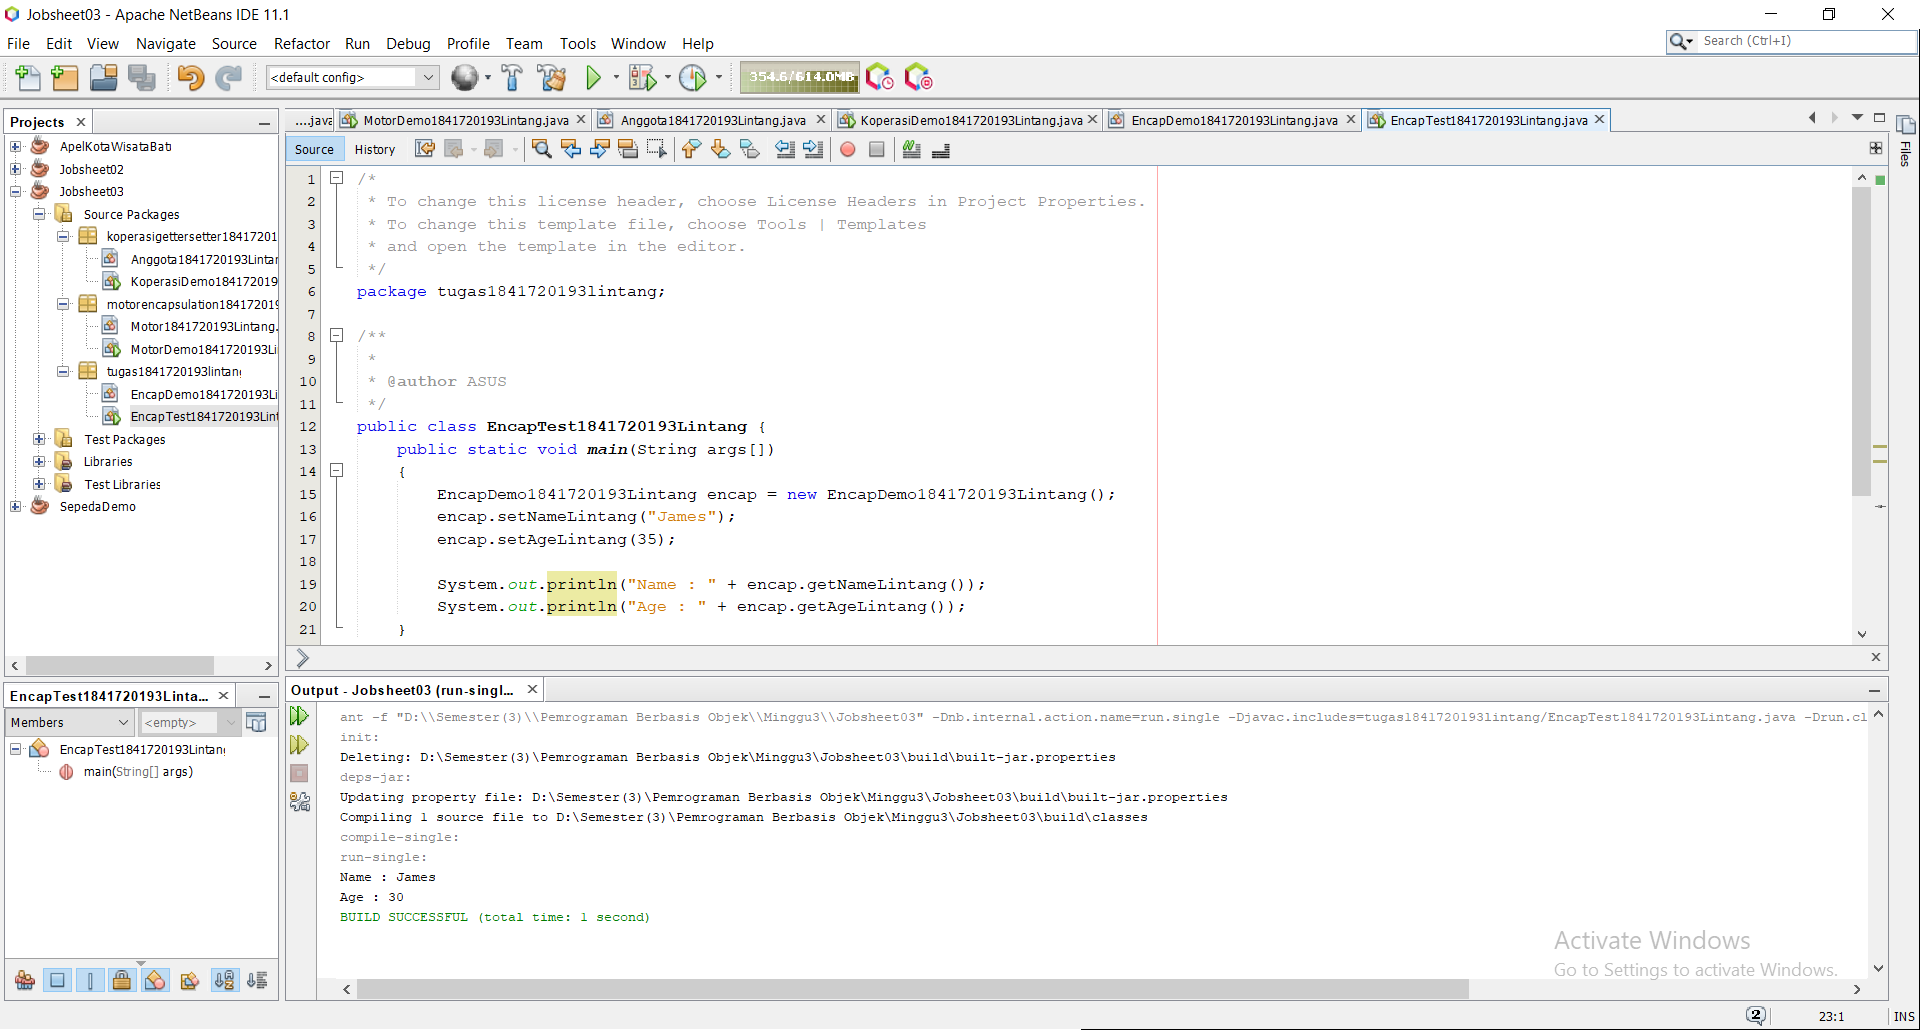 Jobsheet03 - Apache NetBeans IDE 11.1
File Edit View Navigate Source Refactor Run Debug Profile Team Tools Window Help
Search (Ctrl+I)
<default config>
354.6/614.0MB
Projects
ApelKotaWisataBatu
Jobsheet02
Jobsheet03
Source Packages
koperasigettersetter18417201
Anggota1841720193Lintan
KoperasiDemo184172019
motorencapsulation184172019
Motor1841720193Lintang.
MotorDemo1841720193Li
tugas1841720193lintang
EncapDemo1841720193Li
EncapTest1841720193Lint
Test Packages
Libraries
Test Libraries
SepedaDemo
....java
MotorDemo1841720193Lintang.java
Anggota1841720193Lintang.java
KoperasiDemo1841720193Lintang.java
EncapDemo1841720193Lintang.java
EncapTest1841720193Lintang.java
Files
Source History
1 /*
2 * To change this license header, choose License Headers in Project Properties.
3 * To change this template file, choose Tools | Templates
4 * and open the template in the editor.
5 */
6 package tugas1841720193lintang;
7
8 /**
9 *
10 * @author ASUS
11 */
12 public class EncapTest1841720193Lintang {
13 public static void main(String args[])
14 {
15 EncapDemo1841720193Lintang encap = new EncapDemo1841720193Lintang();
16 encap.setNameLintang("James");
17 encap.setAgeLintang(35);
18
19 System.out.println("Name : " + encap.getNameLintang());
20 System.out.println("Age : " + encap.getAgeLintang());
21 }
EncapTest1841720193Linta...
Members
<empty>
EncapTest1841720193Lintang
main(String[] args)
Output - Jobsheet03 (run-singl...
ant -f "D:\\Semester(3)\\Pemrograman Berbasis Objek\\Minggu3\\Jobsheet03" -Dnb.internal.action.name=run.single -Djavac.includes=tugas1841720193lintang/EncapTest1841720193Lintang.java -Drun.cl
init:
Deleting: D:\Semester(3)\Pemrograman Berbasis Objek\Minggu3\Jobsheet03\build\built-jar.properties
deps-jar:
Updating property file: D:\Semester(3)\Pemrograman Berbasis Objek\Minggu3\Jobsheet03\build\built-jar.properties
Compiling 1 source file to D:\Semester(3)\Pemrograman Berbasis Objek\Minggu3\Jobsheet03\build\classes
compile-single:
run-single:
Name : James
Age : 30
BUILD SUCCESSFUL (total time: 1 second)
Activate Windows
Go to Settings to activate Windows.
2
23:1
INS